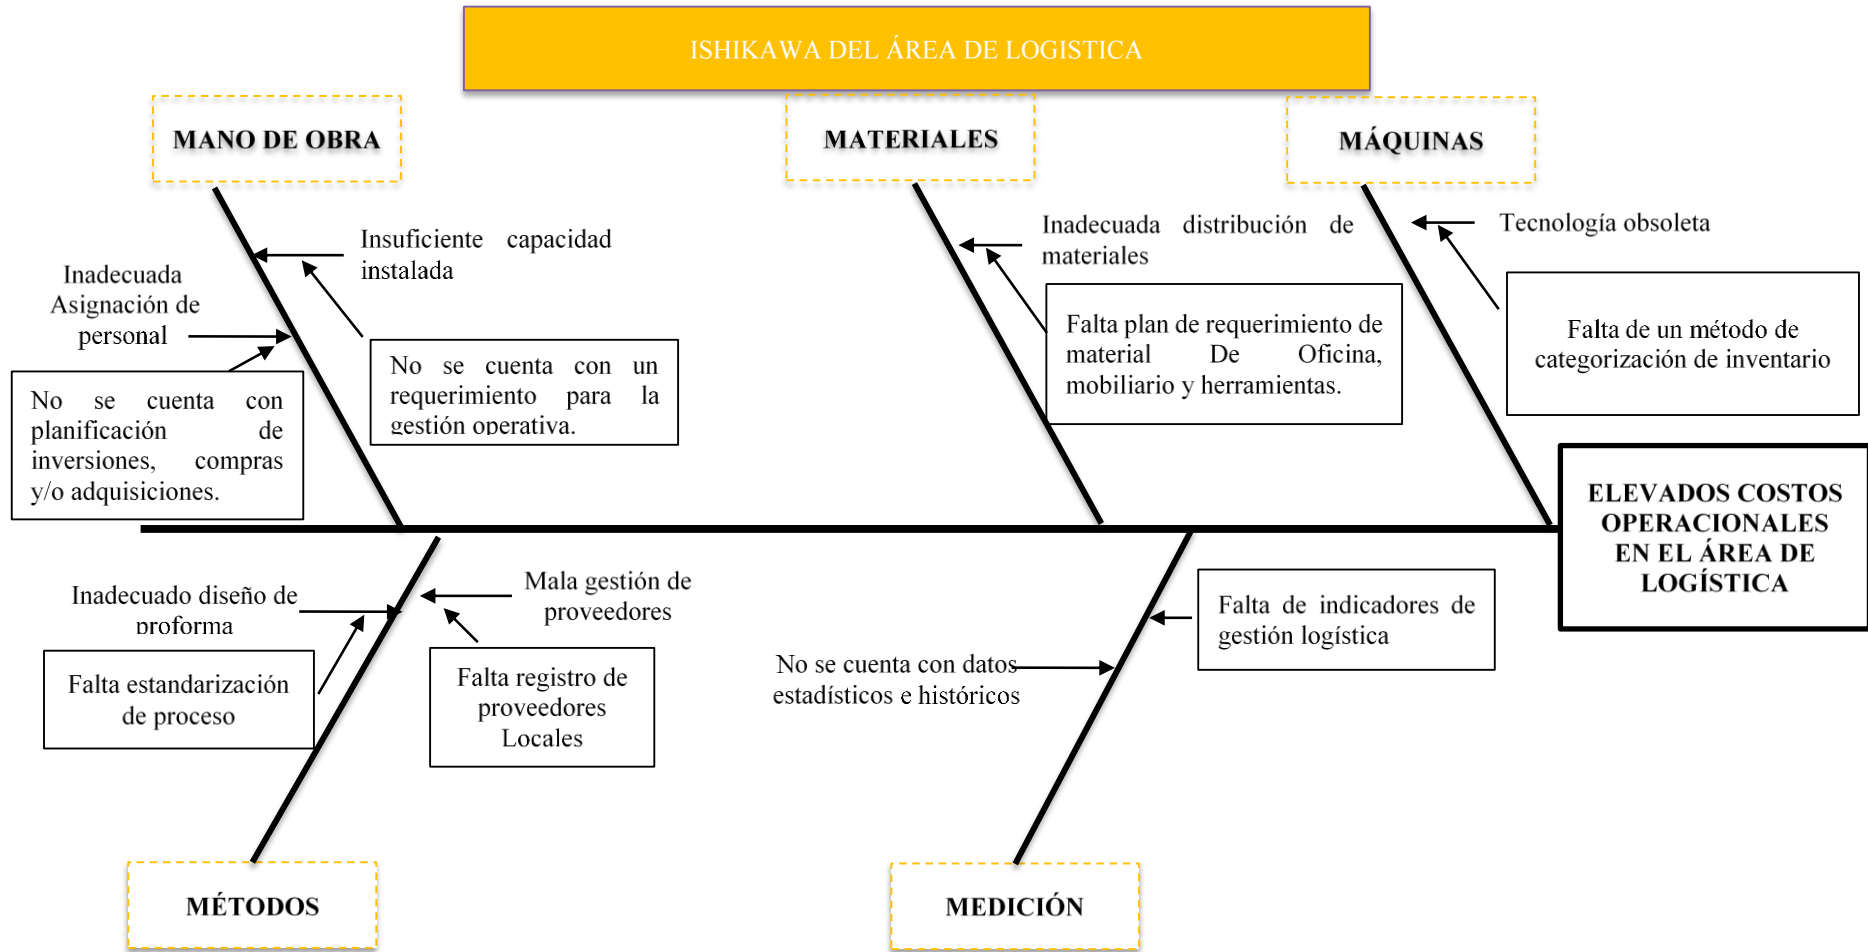 ISHIKAWA DEL ÁREA DE LOGISTICA
MANO DE OBRA
MATERIALES
MÁQUINAS
Insuficiente capacidad
instalada
Inadecuada
Asignación de
personal
No se cuenta con un
requerimiento para la
gestión operativa.
No se cuenta con
planificación de
inversiones, compras
y/o adquisiciones.
Inadecuada distribución de
materiales
Falta plan de requerimiento de
material De Oficina,
mobiliario y herramientas.
Tecnología obsoleta
Falta de un método de
categorización de inventario
ELEVADOS COSTOS
OPERACIONALES
EN EL ÁREA DE
LOGÍSTICA
Inadecuado diseño de
proforma
Mala gestión de
proveedores
Falta estandarización
de proceso
Falta registro de
proveedores
Locales
No se cuenta con datos
estadísticos e históricos
Falta de indicadores de
gestión logística
MÉTODOS
MEDICIÓN